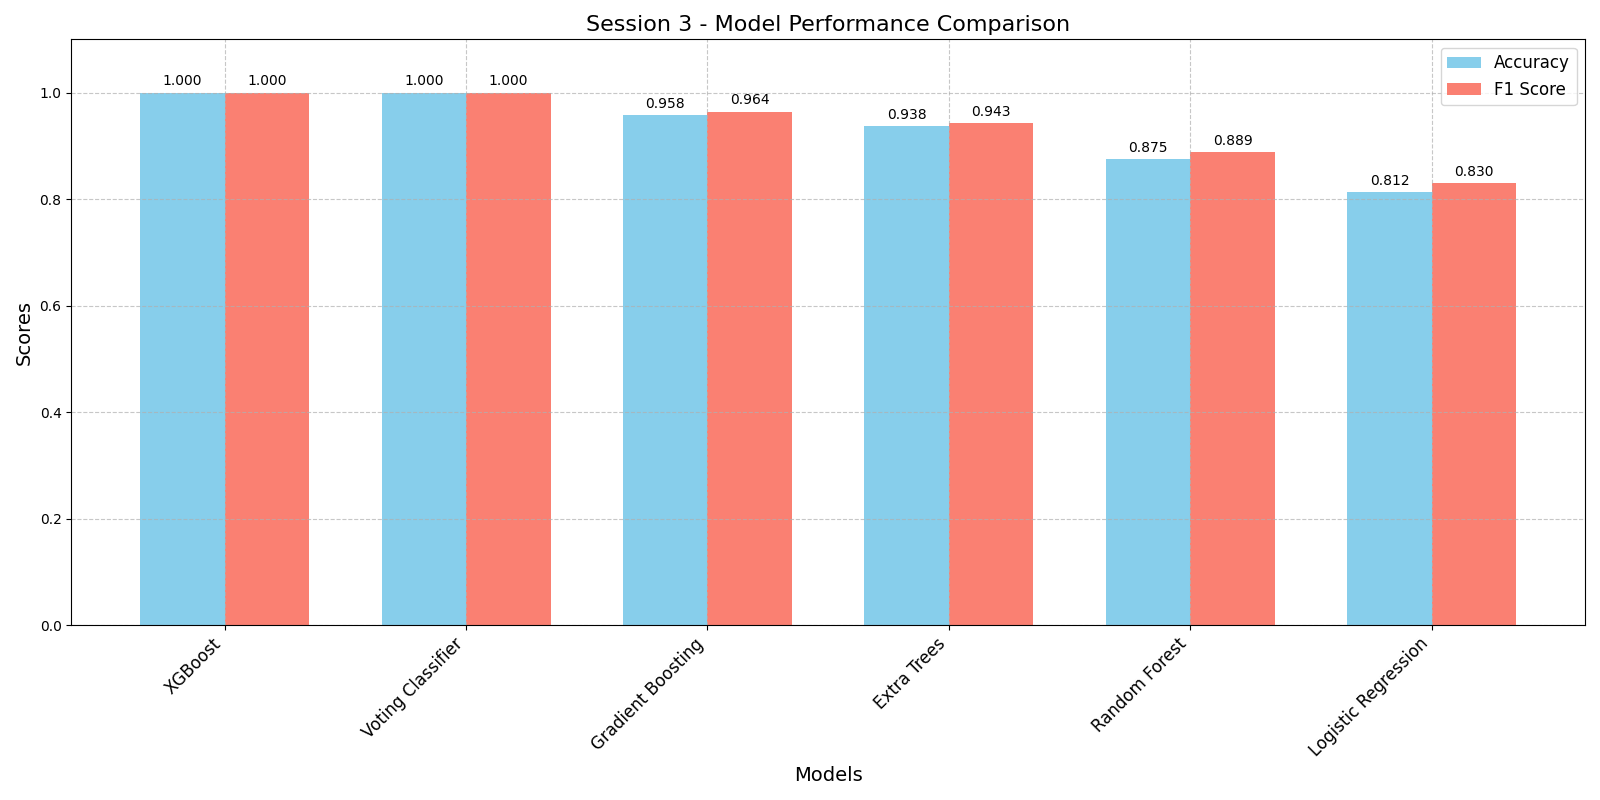 Session 3 - Model Performance Comparison
Accuracy
F1 Score
1.000
1.000
1.000
1.000
0.958
0.964
0.938
0.943
0.875
0.889
0.812
0.830
Scores
1.0
0.8
0.6
0.4
0.2
0.0
XGBoost
Voting Classifier
Gradient Boosting
Extra Trees
Random Forest
Logistic Regression
Models